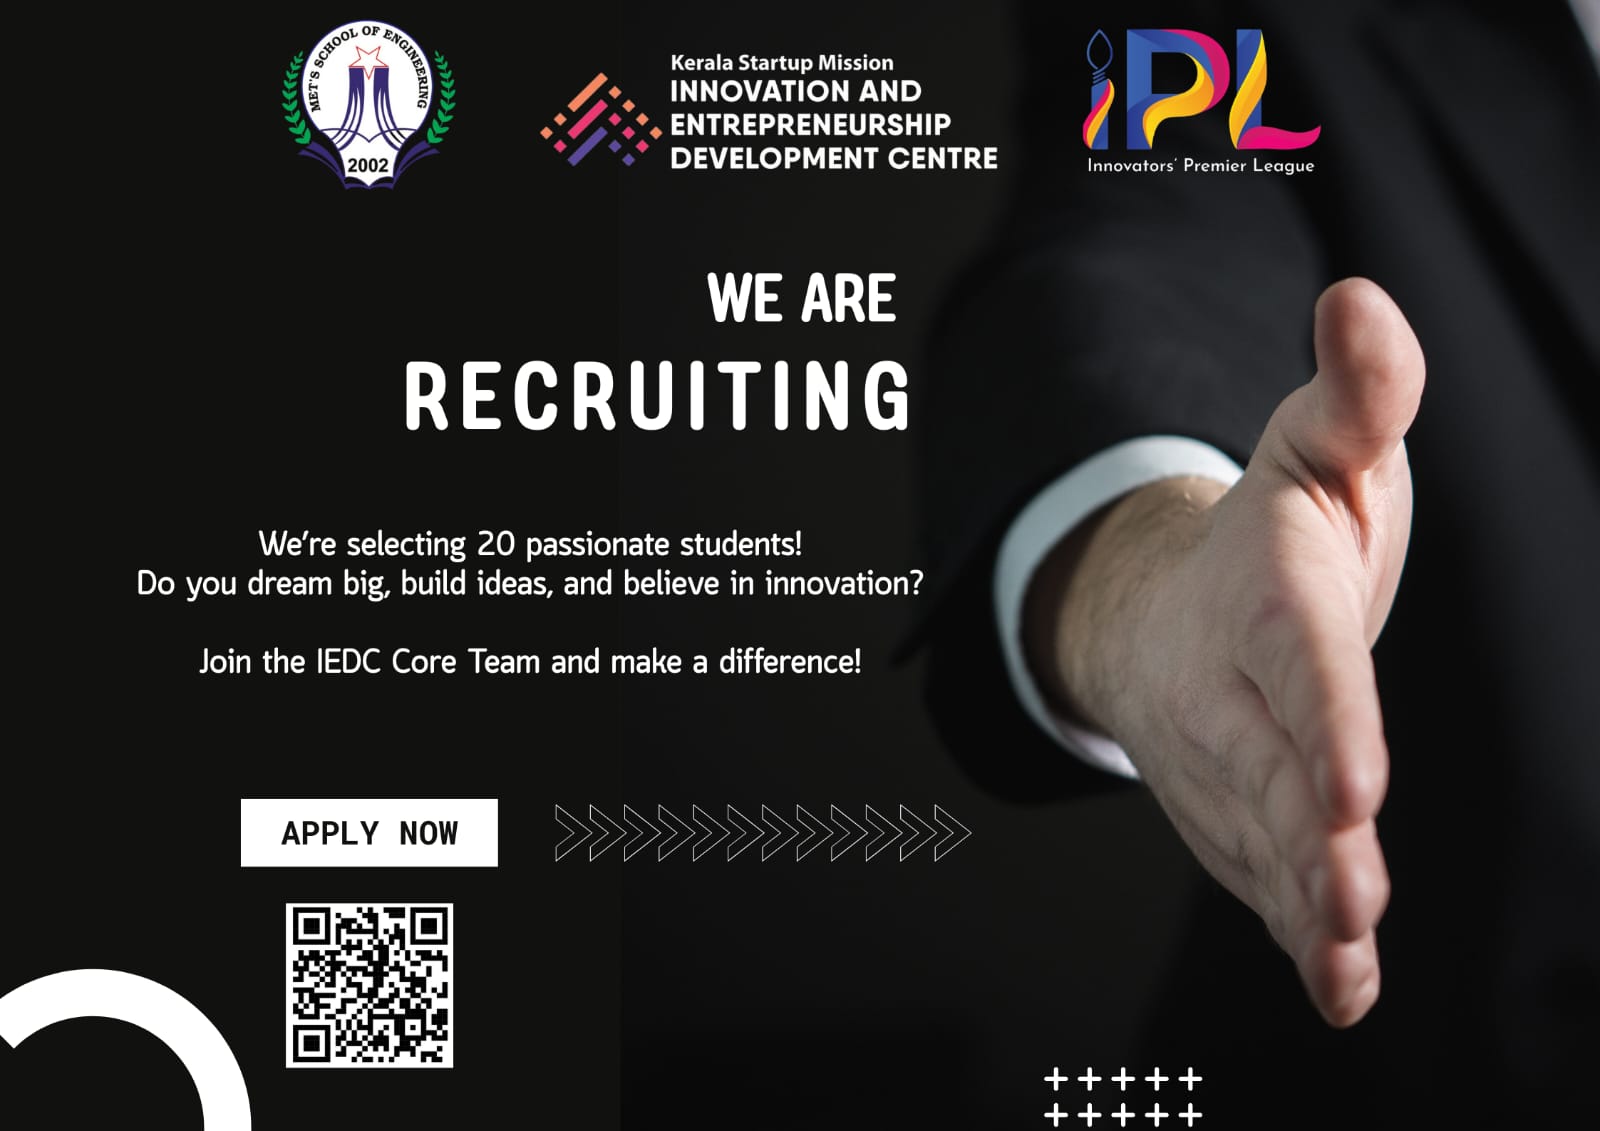 MET'S SCHOOL OF ENGINEERING
2002
Kerala Startup Mission
INNOVATION AND
ENTREPRENEURSHIP
DEVELOPMENT CENTRE
iPL
Innovators' Premier League
WE ARE
RECRUITING
We're selecting 20 passionate students!
Do you dream big, build ideas, and believe in innovation?
Join the IEDC Core Team and make a difference!
APPLY NOW